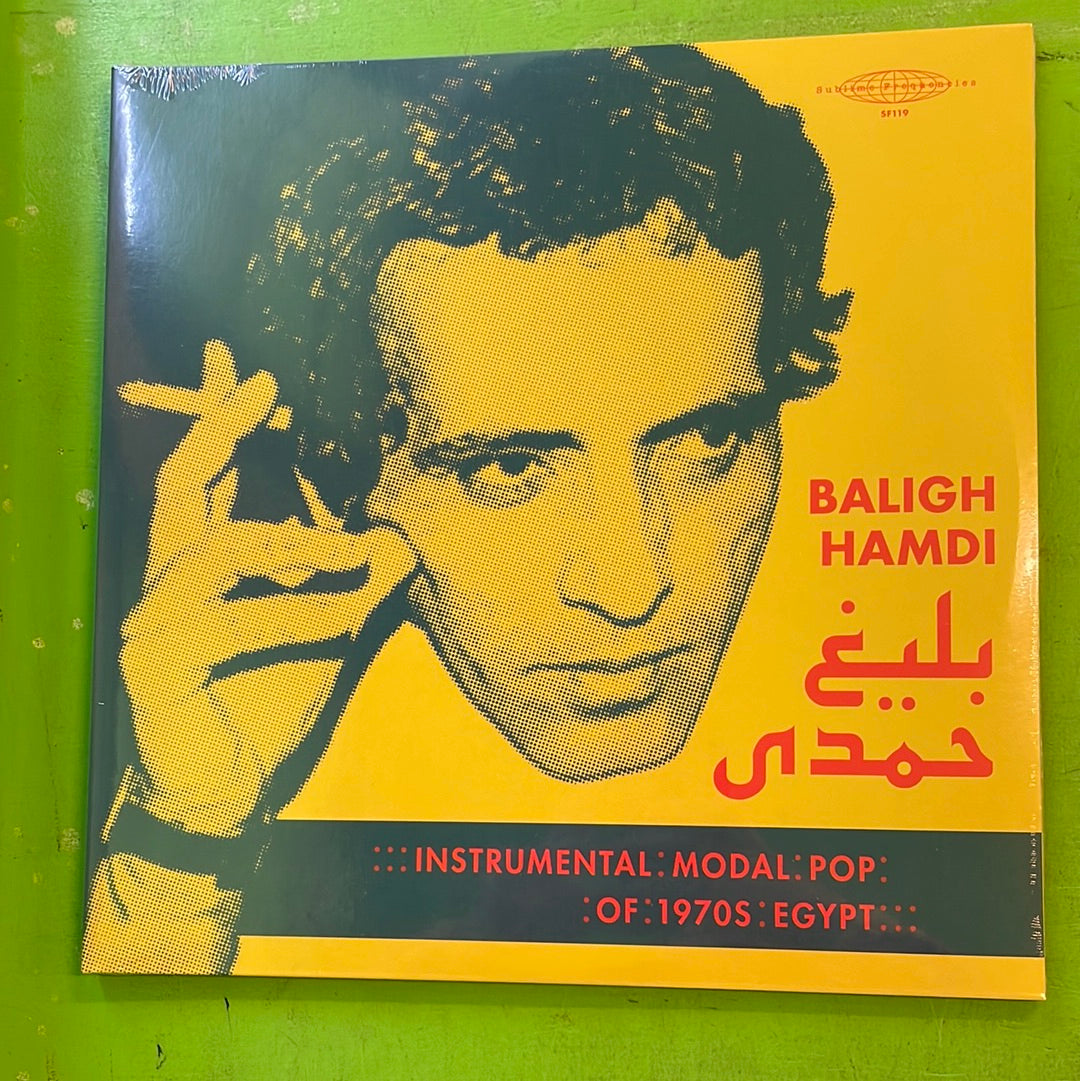 Sublime Frequencies
SF119
BALIGH
HAMDI
بليغ
حمدى
:::INSTRUMENTAL:MODAL:POP:
:OF:1970S:EGYPT:::